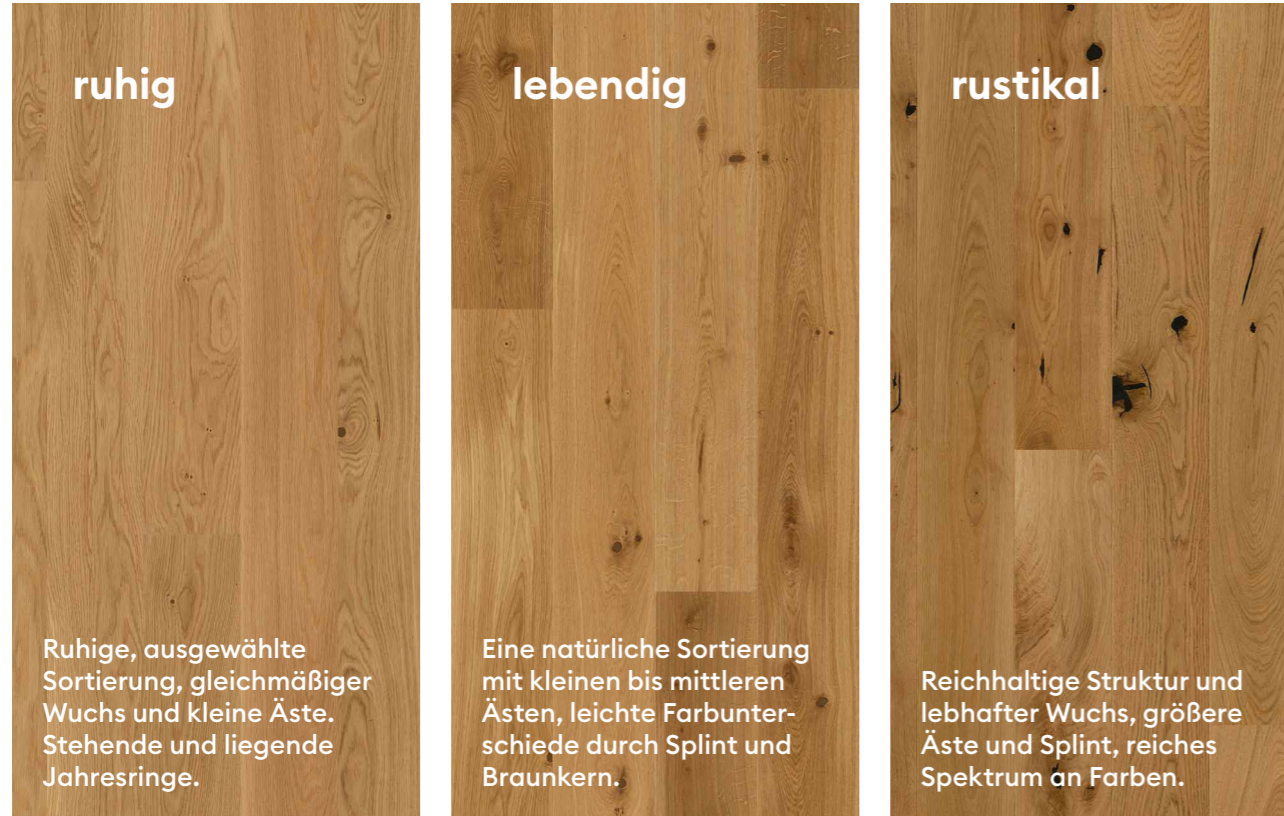 ruhig
Ruhige, ausgewählte
Sortierung, gleichmäßiger
Wuchs und kleine Äste.
Stehende und liegende
Jahresringe.
lebendig
Eine natürliche Sortierung
mit kleinen bis mittleren
Ästen, leichte Farbunter-
schiede durch Splint und
Braunkern.
rustikal
Reichhaltige Struktur und
lebhafter Wuchs, größere
Äste und Splint, reiches
Spektrum an Farben.